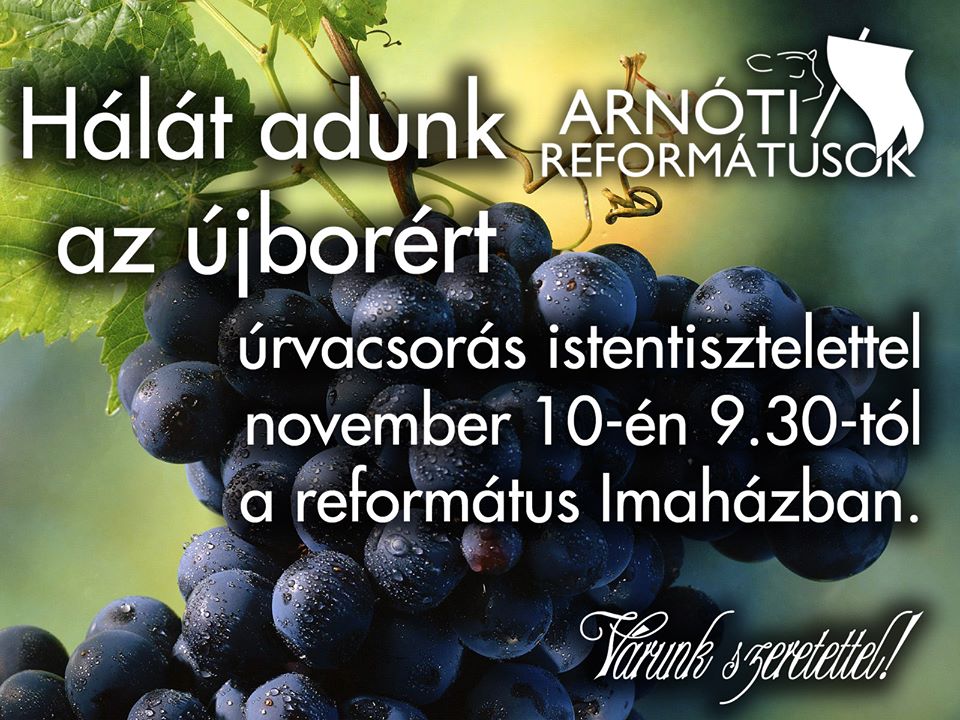 Hálát adunk
az újborért
ARNÓTI
REFORMÁTUSOK
úrvacsorás istentisztelettel
november 10-én 9.30-tól
a református Imaházban.
Várunk szeretettel!